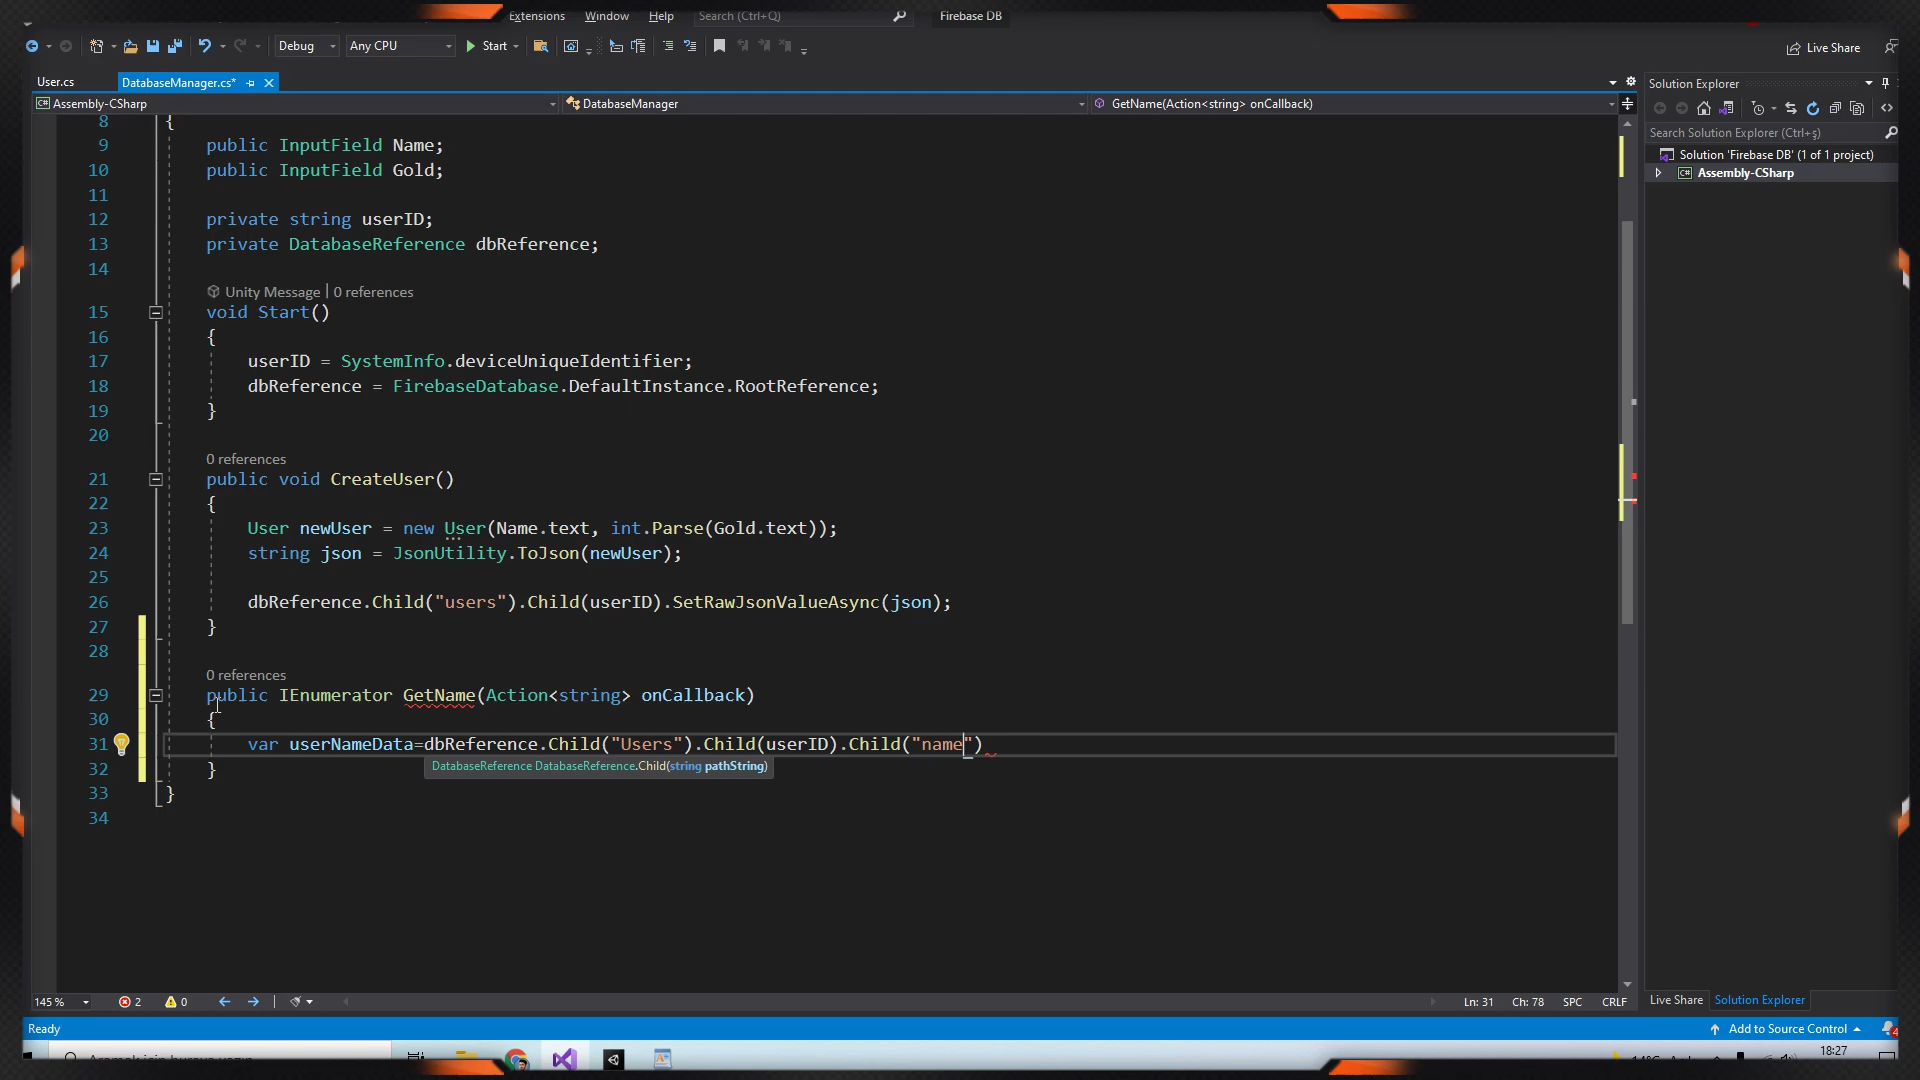 Extensions Window Help Search (Ctrl+Q) Firebase DB
Debug Any CPU Start Live Share
User.cs DatabaseManager.cs* Solution Explorer
Assembly-CSharp DatabaseManager GetName(Action<string> onCallback)
Search Solution Explorer (Ctrl+ş)
Solution 'Firebase DB' (1 of 1 project)
Assembly-CSharp
8 {
9 public InputField Name;
10 public InputField Gold;
11
12 private string userID;
13 private DatabaseReference dbReference;
14
Unity Message | 0 references
15 void Start()
16 {
17 userID = SystemInfo.deviceUniqueIdentifier;
18 dbReference = FirebaseDatabase.DefaultInstance.RootReference;
19 }
20
0 references
21 public void CreateUser()
22 {
23 User newUser = new User(Name.text, int.Parse(Gold.text));
24 string json = JsonUtility.ToJson(newUser);
25
26 dbReference.Child("users").Child(userID).SetRawJsonValueAsync(json);
27 }
28
0 references
29 public IEnumerator GetName(Action<string> onCallback)
30 {
31 var userNameData=dbReference.Child("Users").Child(userID).Child("name")
DatabaseReference DatabaseReference.Child(string pathString)
32 }
33 }
34
145 % 2 0 Ln: 31 Ch: 78 SPC CRLF
Live Share Solution Explorer
Ready Add to Source Control 4
18:27